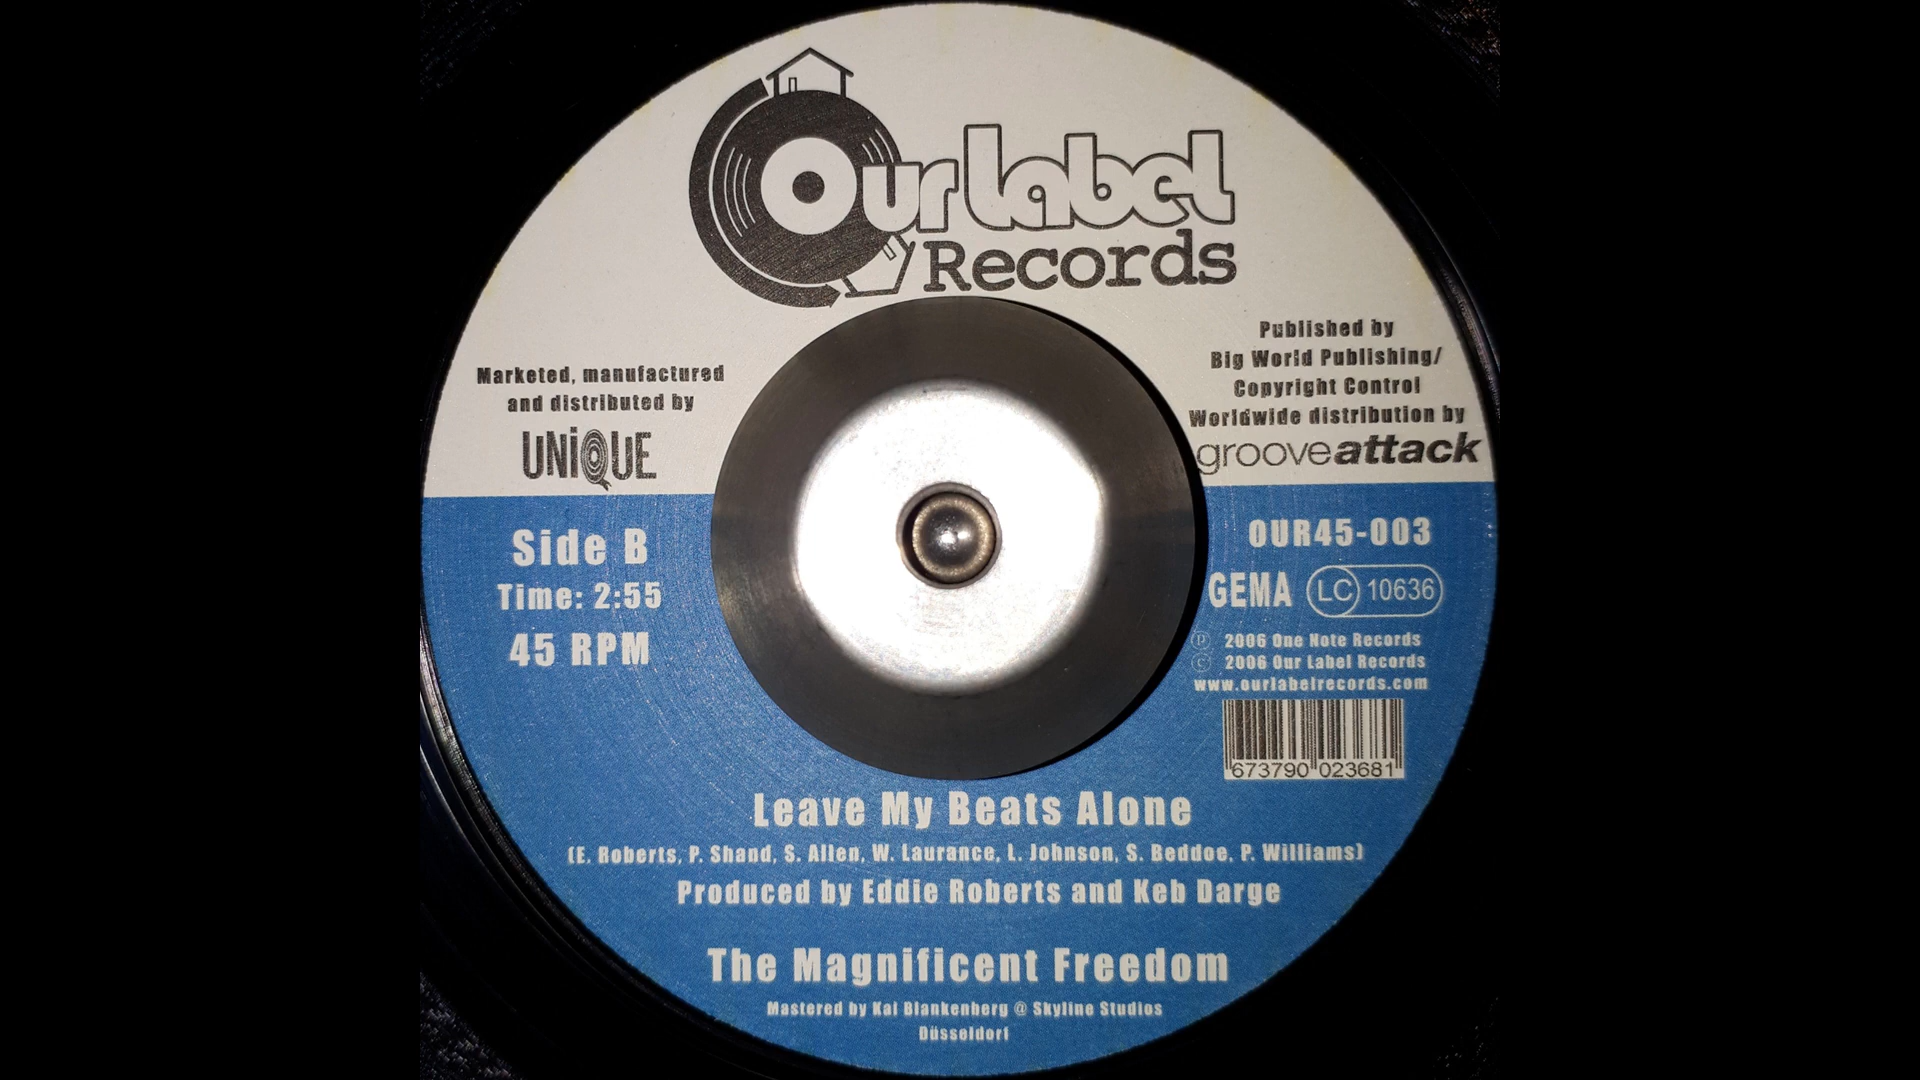 Our Label
Records
Marketed, manufactured
and distributed by
UNIQUE
Published by
Big World Publishing/
Copyright Control
Worldwide distribution by
grooveattack
Side B
Time: 2:55
45 RPM
OUR45-003
GEMA LC 10636
℗ 2006 One Note Records
© 2006 Our Label Records
www.ourlabelrecords.com
673790 023681
Leave My Beats Alone
(E. Roberts, P. Shand, S. Allen, W. Laurance, L. Johnson, S. Beddoe, P. Williams)
Produced by Eddie Roberts and Keb Darge
The Magnificent Freedom
Mastered by Kai Blankenberg @ Skyline Studios
Düsseldorf